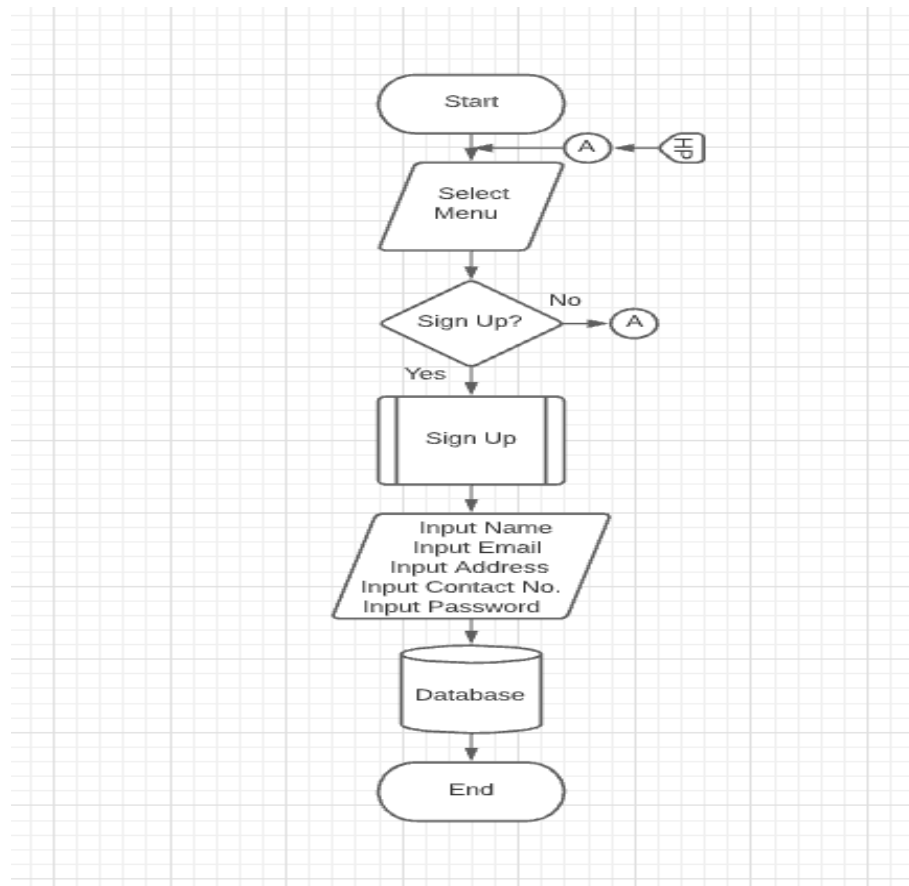 Start
A
HP
Select
Menu
Sign Up?
No
A
Yes
Sign Up
Input Name
Input Email
Input Address
Input Contact No.
Input Password
Database
End